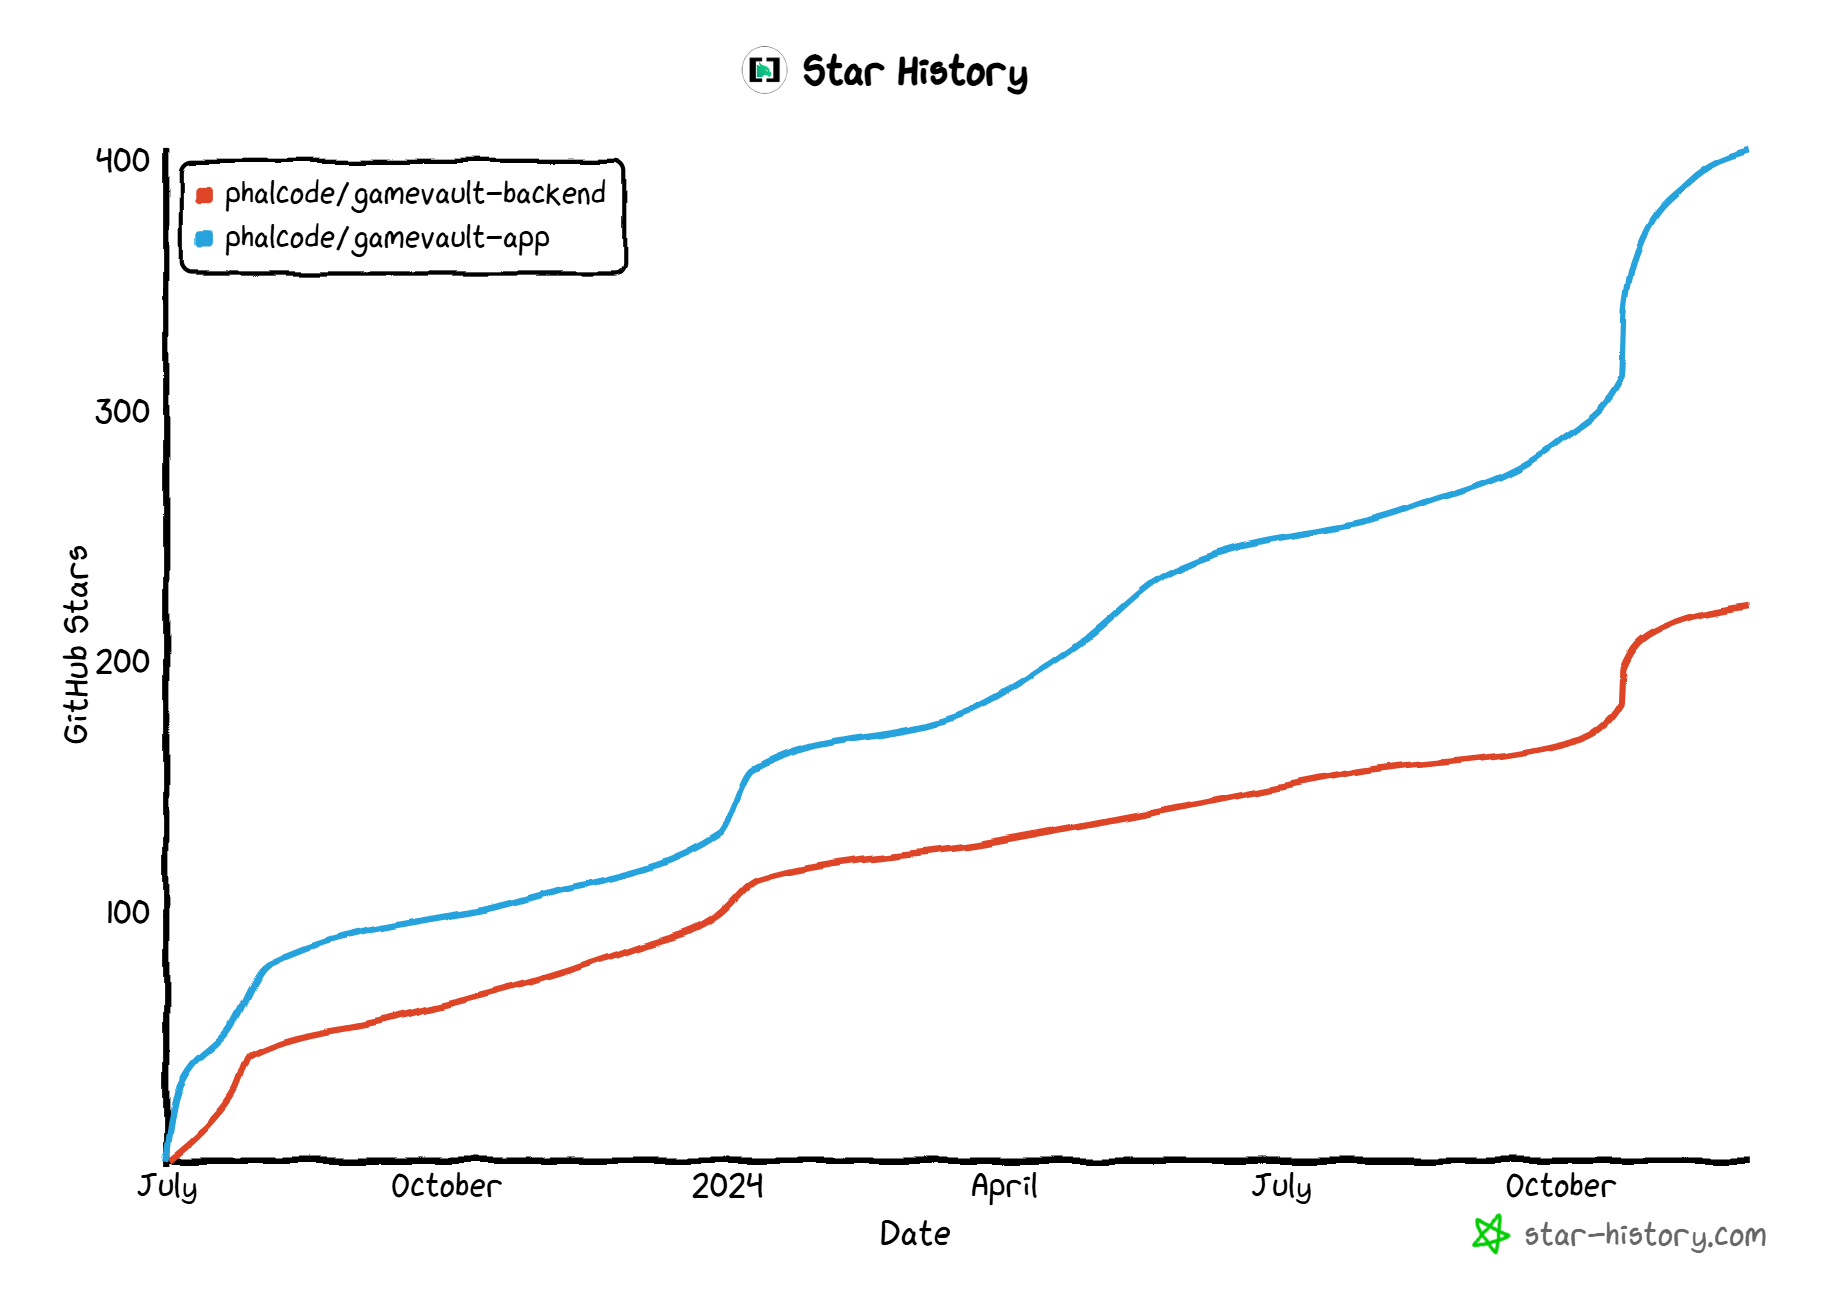 Star History
phalcode/gamevault-backend
phalcode/gamevault-app
400
300
200
100
GitHub Stars
July October 2024 April July October
Date
star-history.com